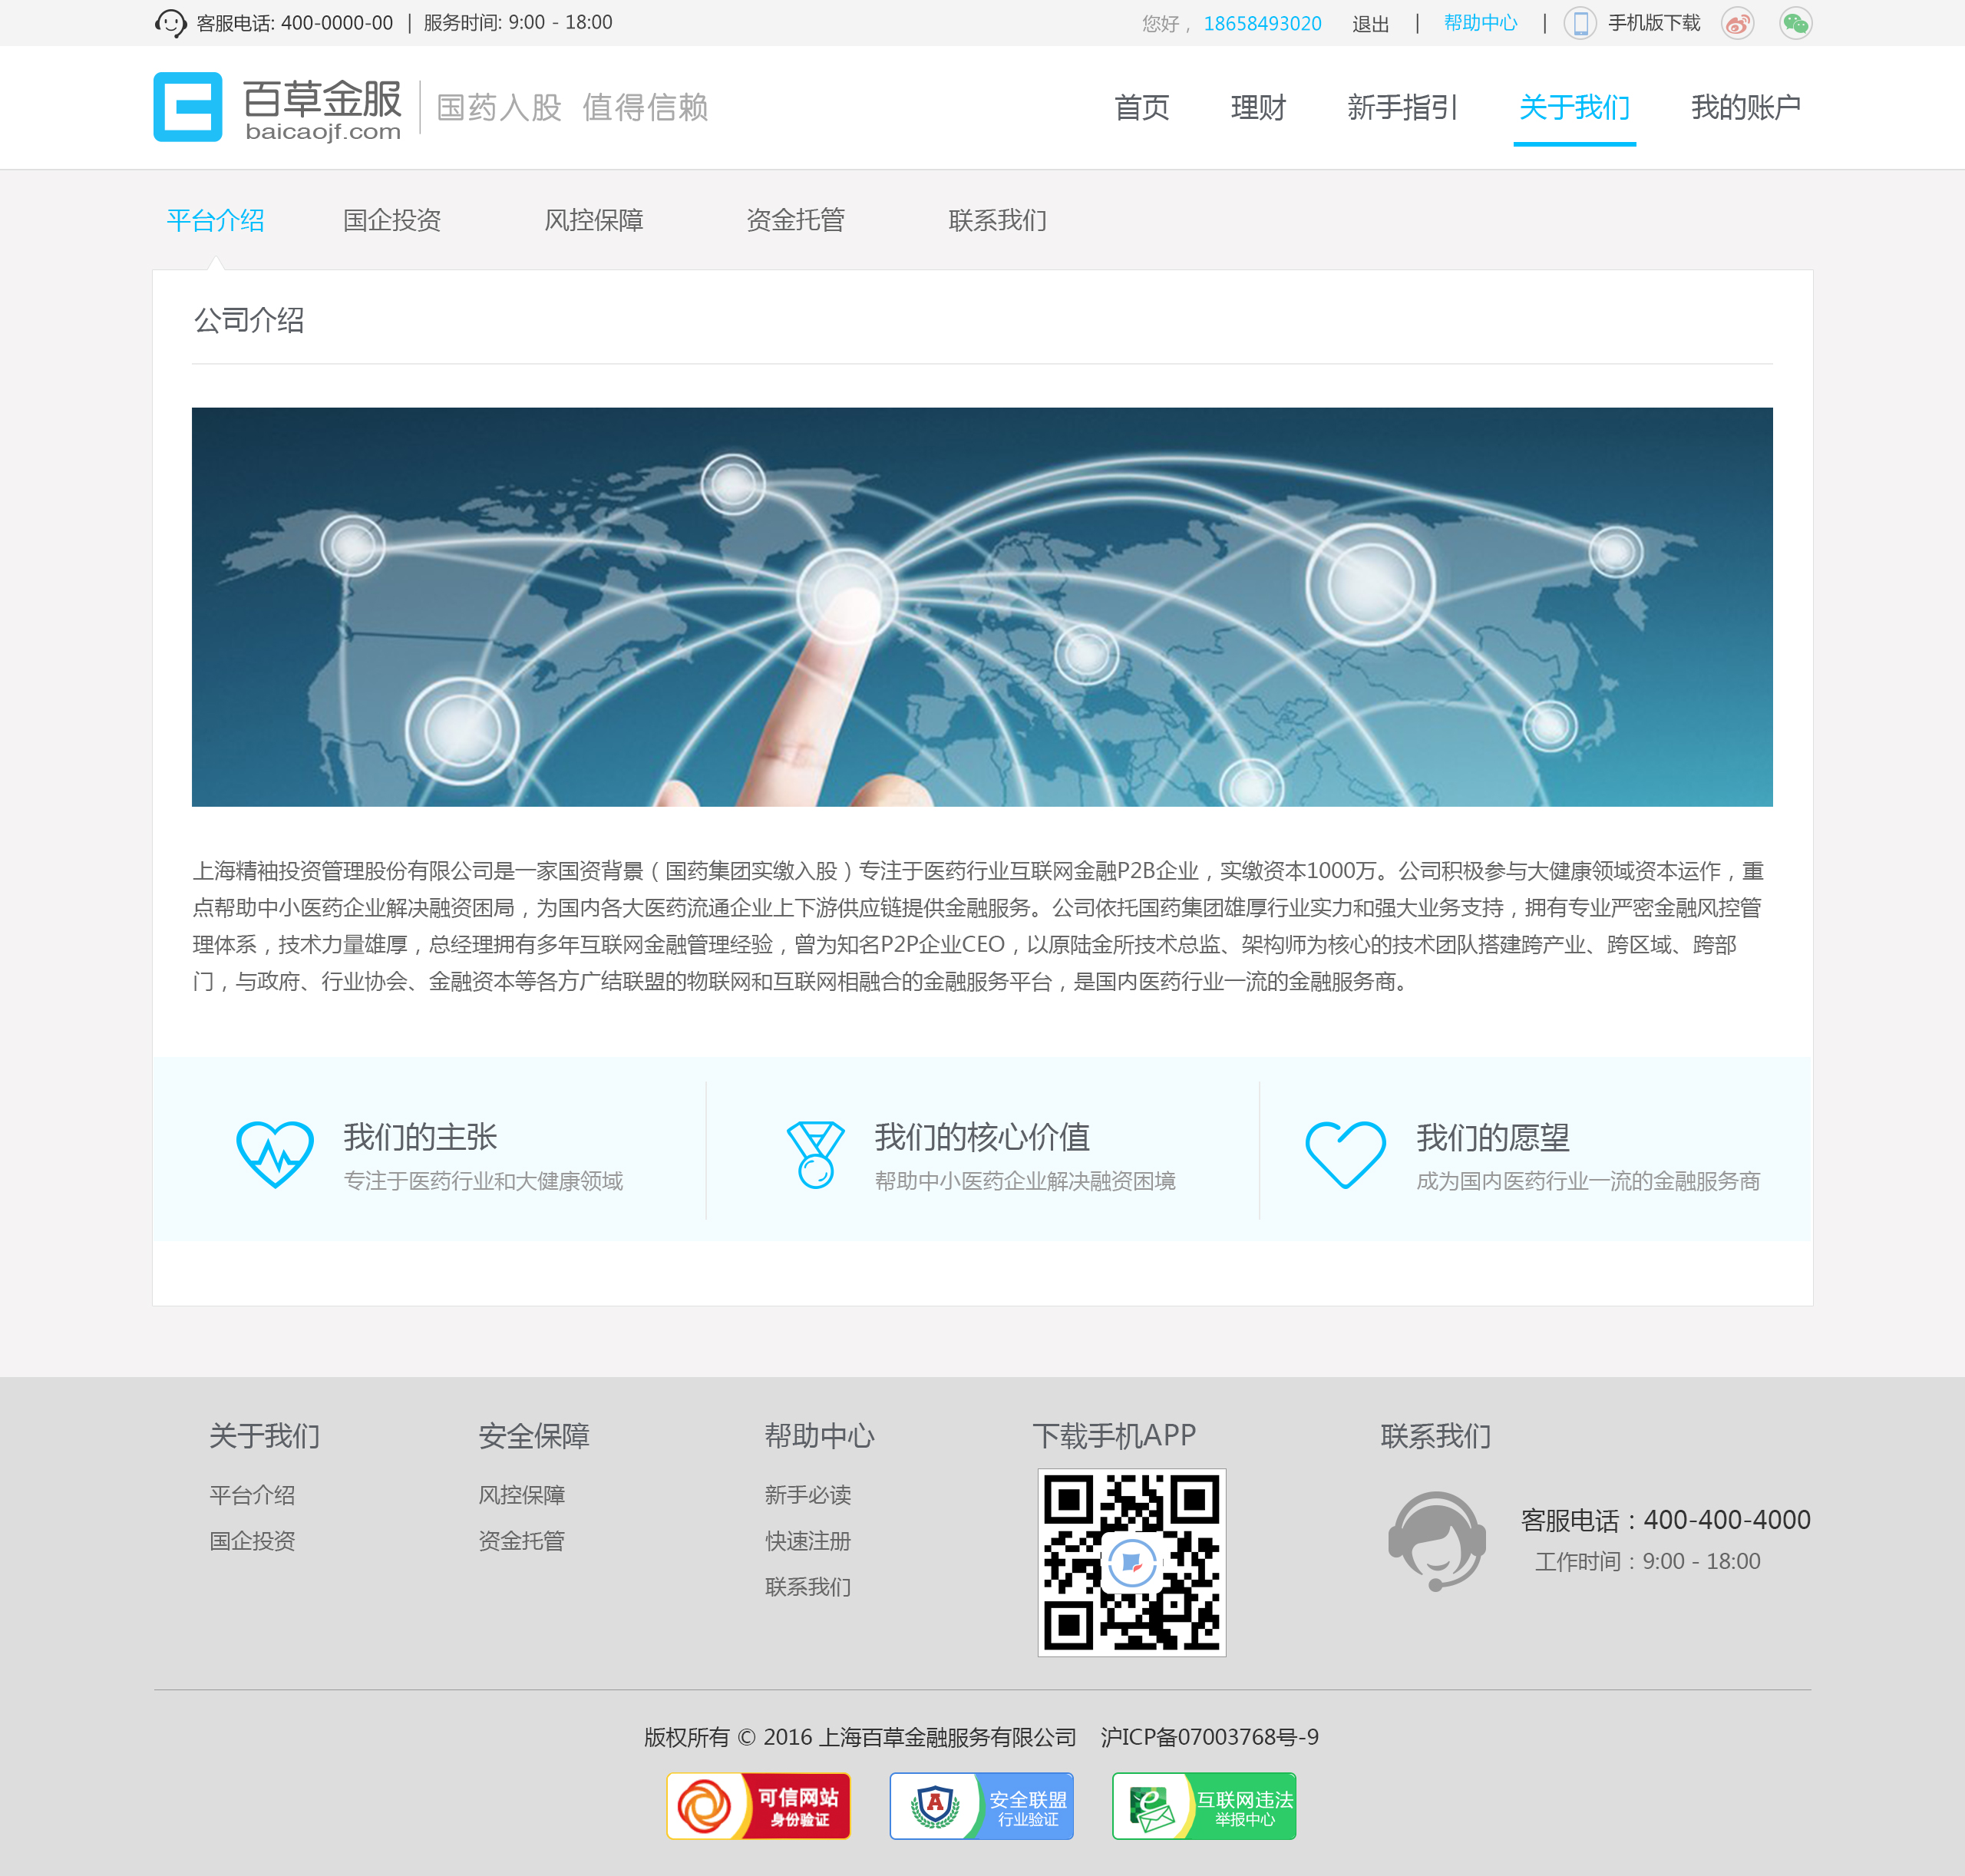 客服电话: 400-0000-00 | 服务时间: 9:00 - 18:00
您好， 18658493020 退出 | 帮助中心 | 手机版下载
百草金服
baicaojf.com
国药入股 值得信赖
首页 理财 新手指引 关于我们 我的账户
平台介绍 国企投资 风控保障 资金托管 联系我们
公司介绍
上海精袖投资管理股份有限公司是一家国资背景（国药集团实缴入股）专注于医药行业互联网金融P2B企业，实缴资本1000万。公司积极参与大健康领域资本运作，重
点帮助中小医药企业解决融资困局，为国内各大医药流通企业上下游供应链提供金融服务。公司依托国药集团雄厚行业实力和强大业务支持，拥有专业严密金融风控管
理体系，技术力量雄厚，总经理拥有多年互联网金融管理经验，曾为知名P2P企业CEO，以原陆金所技术总监、架构师为核心的技术团队搭建跨产业、跨区域、跨部
门，与政府、行业协会、金融资本等各方广结联盟的物联网和互联网相融合的金融服务平台，是国内医药行业一流的金融服务商。
我们的主张
专注于医药行业和大健康领域
我们的核心价值
帮助中小医药企业解决融资困境
我们的愿望
成为国内医药行业一流的金融服务商
关于我们
平台介绍
国企投资
安全保障
风控保障
资金托管
帮助中心
新手必读
快速注册
联系我们
下载手机APP
联系我们
客服电话：400-400-4000
工作时间：9:00 - 18:00
版权所有 © 2016 上海百草金融服务有限公司 沪ICP备07003768号-9
可信网站
身份验证
A
安全联盟
行业验证
e
互联网违法
举报中心